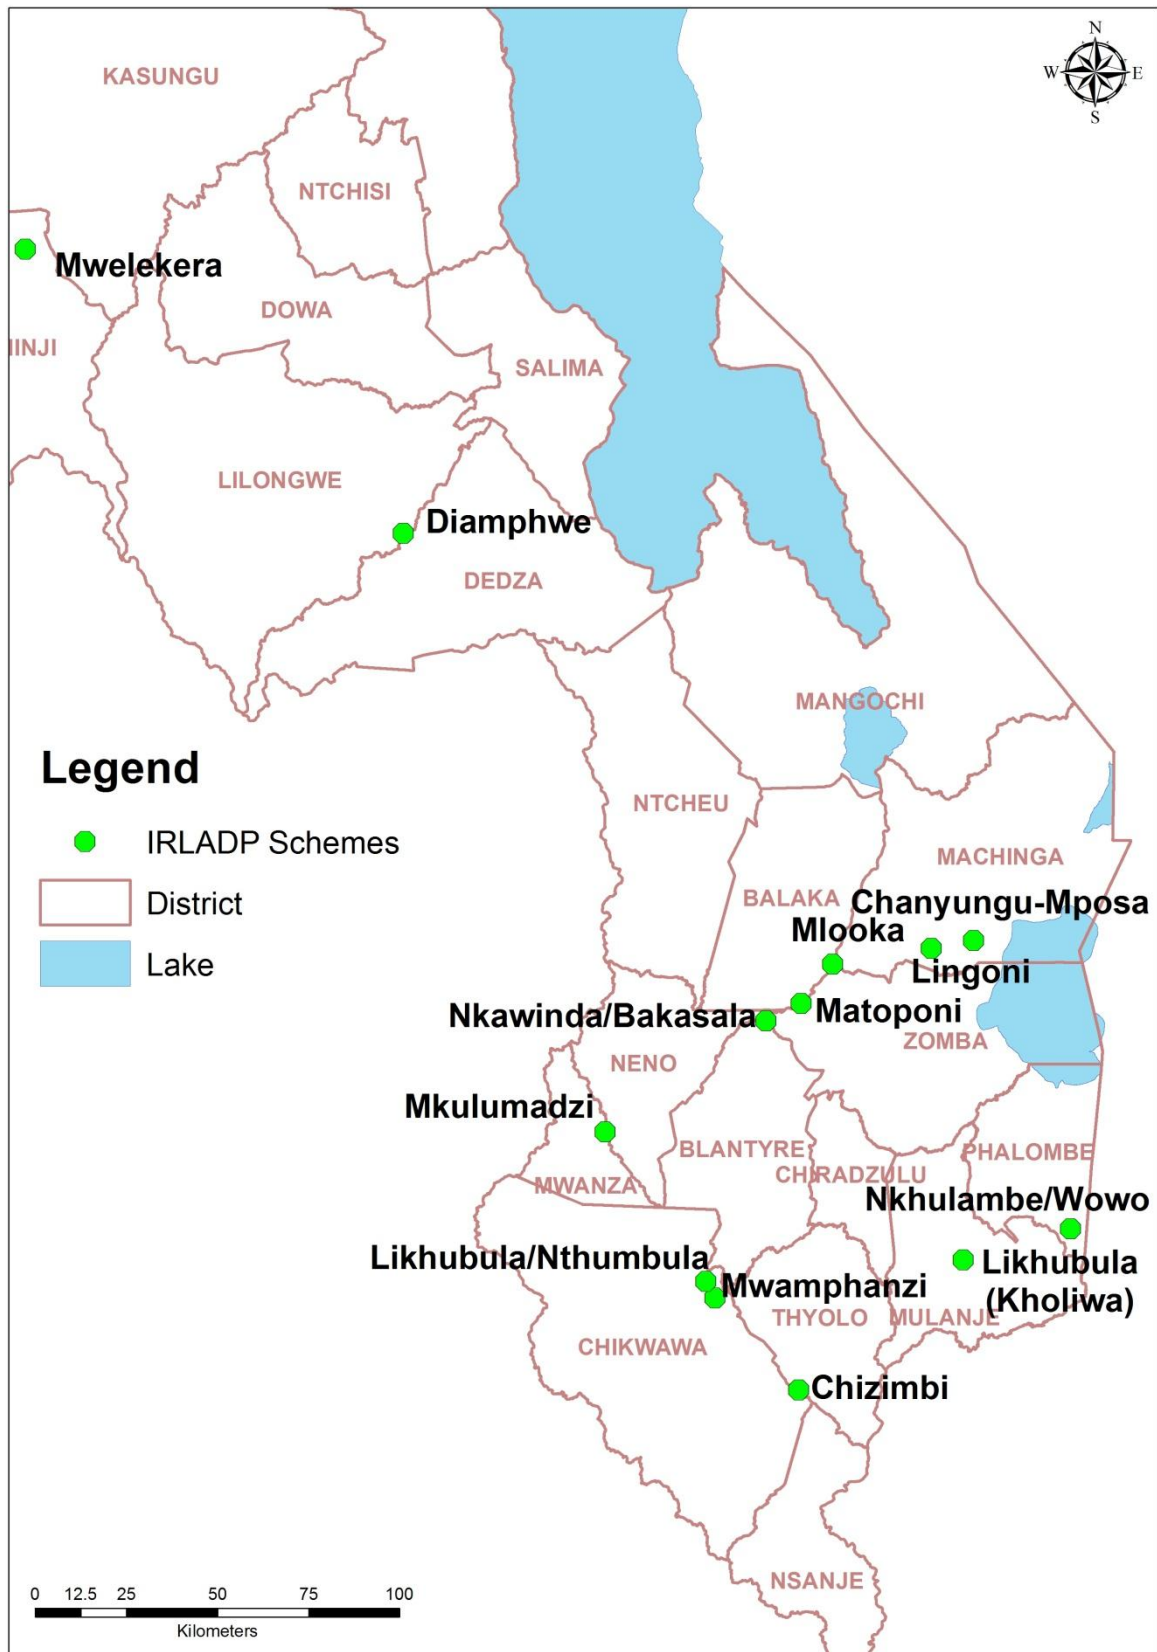 KASUNGU
N
W
E
S
NTCHISI
Mwelekera
DOWA
IINJI
SALIMA
LILONGWE
Diamphwe
DEDZA
MANGOCHI
Legend
IRLADP Schemes
District
Lake
NTCHEU
MACHINGA
BALAKA
Chanyungu-Mposa
Mlooka
Lingoni
Matoponi
Nkawinda/Bakasala
ZOMBA
NENO
Mkulumadzi
BLANTYRE
PHALOMBE
CHIRADZULU
MWANZA
Nkhulambe/Wowo
Likhubula/Nthumbula
Likhubula
(Kholiwa)
Mwamphanzi
THYOLO
MULANJE
CHIKWAWA
Chizimbi
NSANJE
0 12.5 25 50 75 100
Kilometers